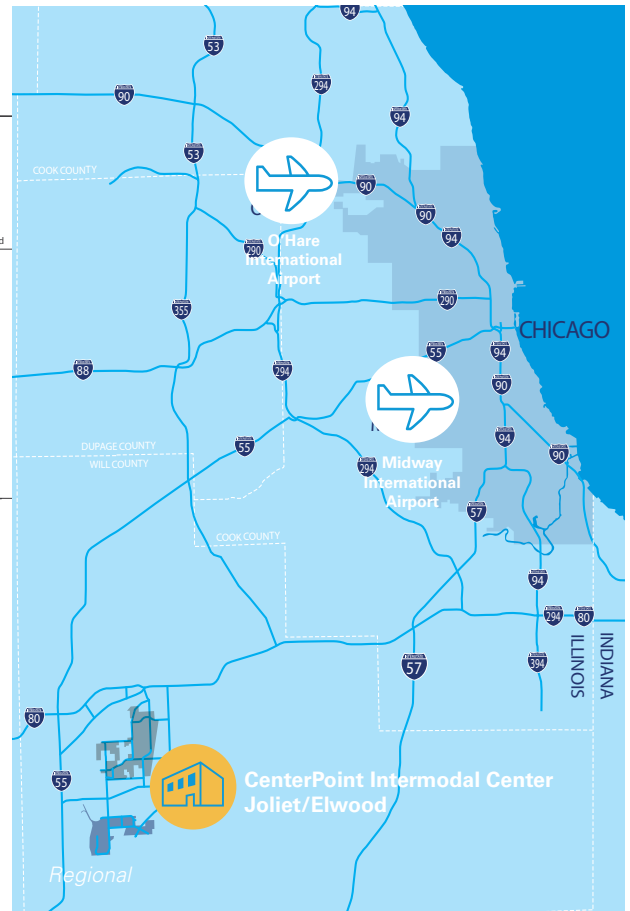 94
53
294
90
94
53
COOK COUNTY
90
90
94
290
O'Hare
International
Airport
d
290
355
CHICAGO
55
94
88
294
90
94
DUPAGE COUNTY
WILL COUNTY
55
90
294
Midway
International
Airport
57
COOK COUNTY
94
294
80
57
394
ILLINOIS
INDIANA
80
55
CenterPoint Intermodal Center
Joliet/Elwood
Regional